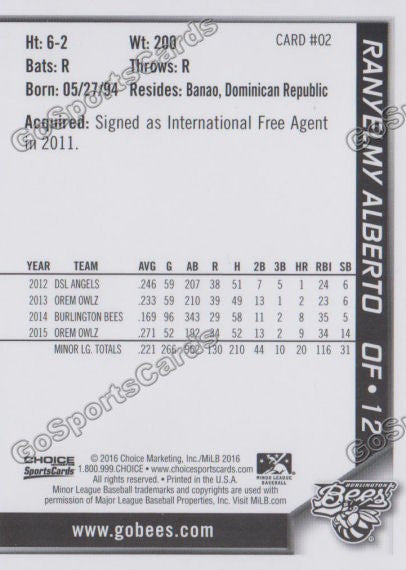 Ht: 6-2 Wt: 200 CARD #02
Bats: R Throws: R
Born: 05/27/94 Resides: Banao, Dominican Republic
Acquired: Signed as International Free Agent
in 2011.
RANYELMY ALBERTO OF • 12
YEAR TEAM AVG G AB R H 2B 3B HR RBI SB
2012 DSL ANGELS .246 59 207 38 51 7 5 1 24 6
2013 OREM OWLZ .233 59 210 39 49 13 1 2 23 6
2014 BURLINGTON BEES .169 96 343 29 58 11 2 8 35 5
2015 OREM OWLZ .271 52 192 34 52 13 2 9 34 14
MINOR LG. TOTALS .221 266 952 130 210 44 10 20 116 31
CHOICE
SportsCards
© 2016 Choice Marketing, Inc./MiLB 2016
1.800.999.CHOICE • www.choicesportscards.com
All rights reserved. • Printed in the U.S.A.
Minor League Baseball trademarks and copyrights are used with
permission of Major League Baseball Properties, Inc. Visit MiLB.com
MINOR LEAGUE
BASEBALL
BURLINGTON
Bees
www.gobees.com
GoSportsCards
GoSportsCards
GoSportsCards
GoSportsCards
GoSportsCards